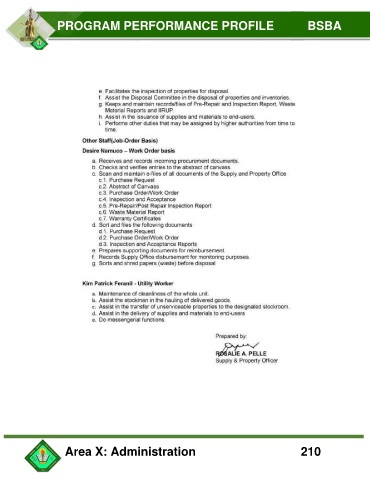 PROGRAM PERFORMANCE PROFILE BSBA
e. Facilitates the inspection of properties for disposal.
f. Assist the Disposal Committee in the disposal of properties and inventories.
g. Keeps and maintain records/files of Pre-Repair and Inspection Report, Waste
Material Reports and IIRUP.
h. Assist in the issuance of supplies and materials to end-users.
i. Performs other duties that may be assigned by higher authorities from time to
time.
Other Staff(Job-Order Basis)
Desire Namuco – Work Order basis
a. Receives and records incoming procurement documents.
b. Checks and verifies entries to the abstract of canvass
c. Scan and maintain e-files of all documents of the Supply and Property Office
c.1. Purchase Request
c.2. Abstract of Canvass
c.3. Purchase Order/Work Order
c.4. Inspection and Acceptance
c.5. Pre-Repair/Post Repair Inspection Report
c.6. Waste Material Report
c.7. Warranty Certificates
d. Sort and files the following documents
d.1. Purchase Request
d.2. Purchase Order/Work Order
d.3. Inspection and Acceptance Reports
e. Prepares supporting documents for reimbursement.
f. Records Supply Office disbursement for monitoring purposes.
g. Sorts and shred papers (waste) before disposal
Kim Patrick Feranil - Utility Worker
a. Maintenance of cleanliness of the whole unit.
b. Assist the stockmen in the hauling of delivered goods.
c. Assist in the transfer of unserviceable properties to the designated stockroom.
d. Assist in the delivery of supplies and materials to end-users
e. Do messengerial functions.
Prepared by:
ROSALIE A. PELLE
Supply & Property Officer
Area X: Administration 210